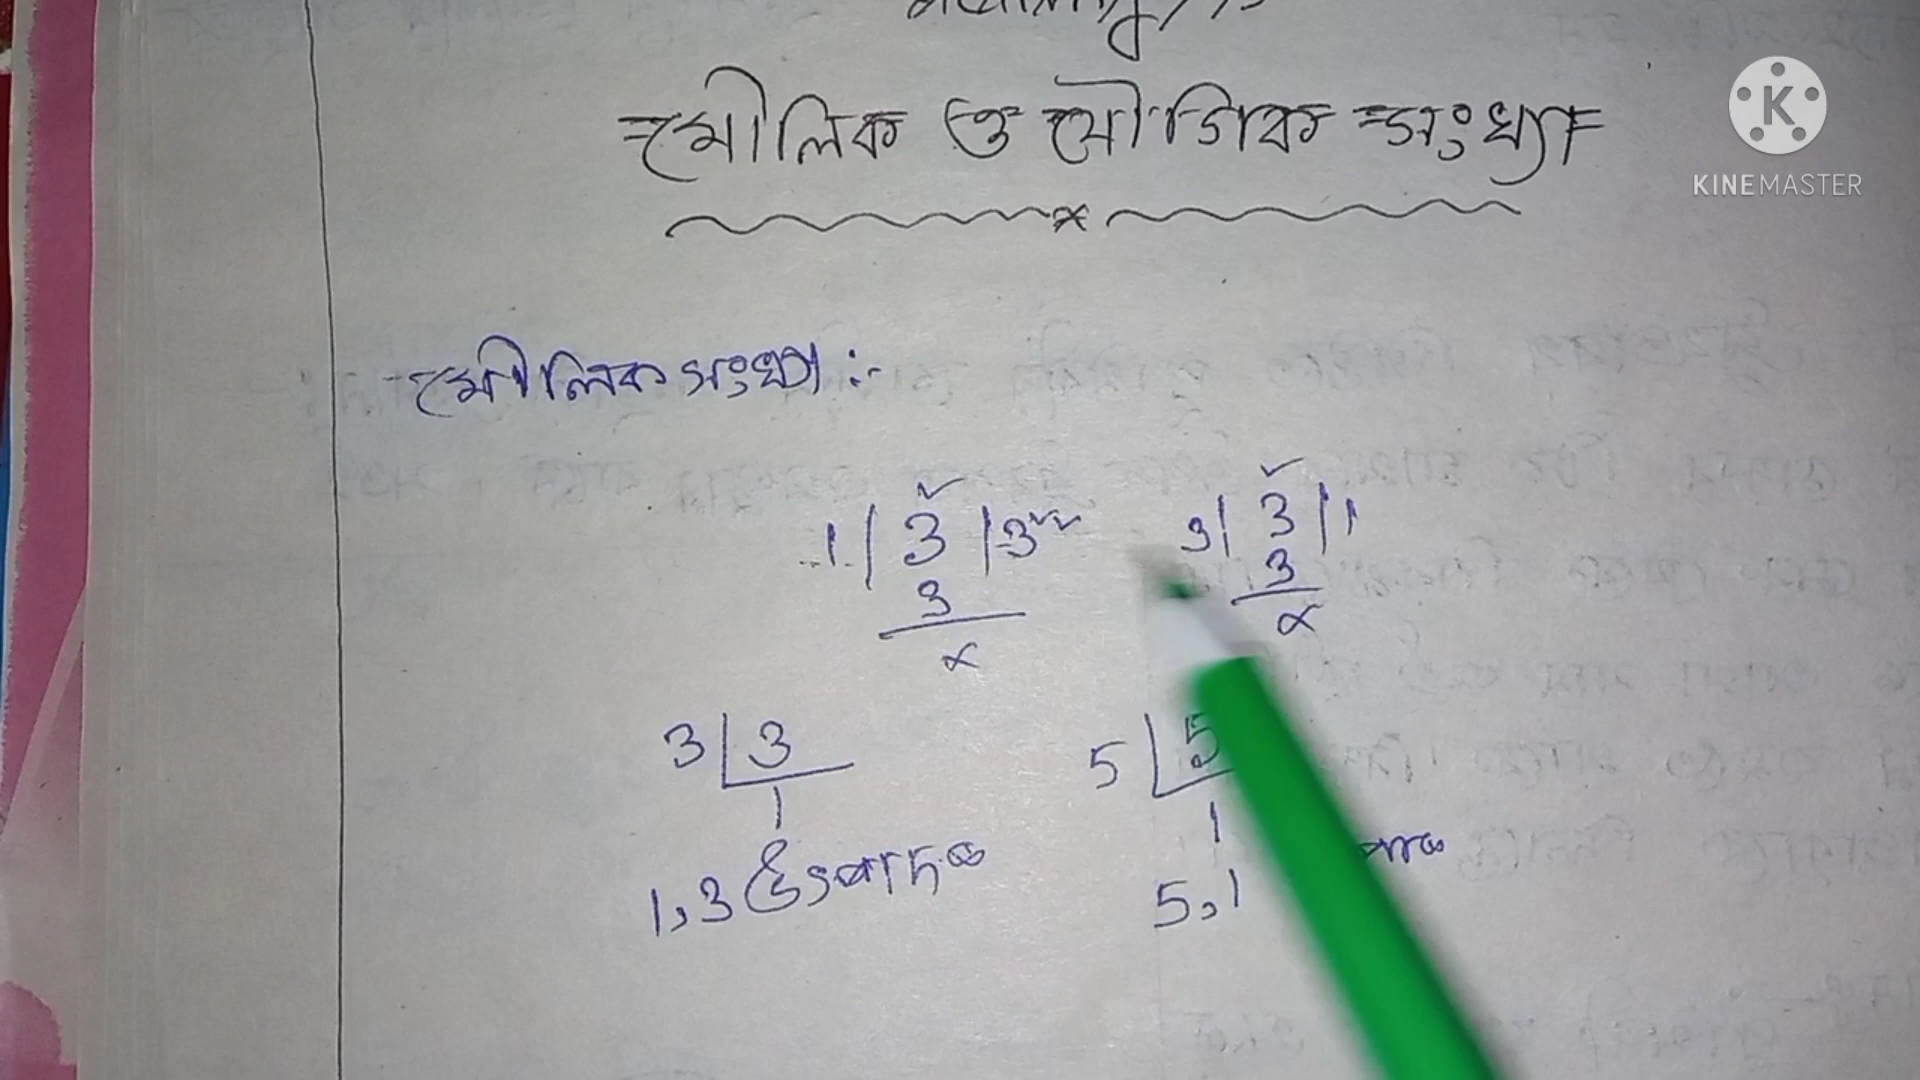 মৌলিক ও যৌগিক সংখ্যা
K
KINEMASTER
মৌলিক সংখ্যা :-
1 | 3 | 3 3 | 3 | 1
3 3
x x
3 | 3 5 | 5
1 1
1,3 উৎপাদক 5,1